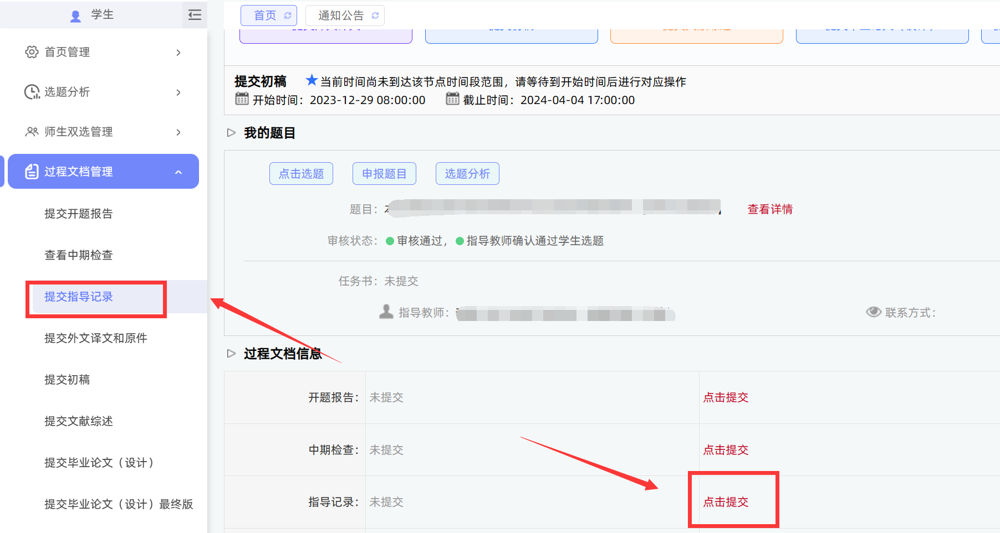 学生
首页管理
选题分析
师生双选管理
过程文档管理
提交开题报告
查看中期检查
提交指导记录
提交外文译文和原件
提交初稿
提交文献综述
提交毕业论文（设计）
提交毕业论文（设计）最终版
首页
通知公告
提交初稿
当前时间尚未到达该节点时间段范围，请等待到开始时间后进行对应操作
开始时间：2023-12-29 08:00:00 截止时间：2024-04-04 17:00:00
我的题目
点击选题 申报题目 选题分析
题目： 查看详情
审核状态：审核通过，指导教师确认通过学生选题
任务书：未提交
指导教师： 联系方式：
过程文档信息
开题报告：未提交 点击提交
中期检查：未提交 点击提交
指导记录：未提交 点击提交